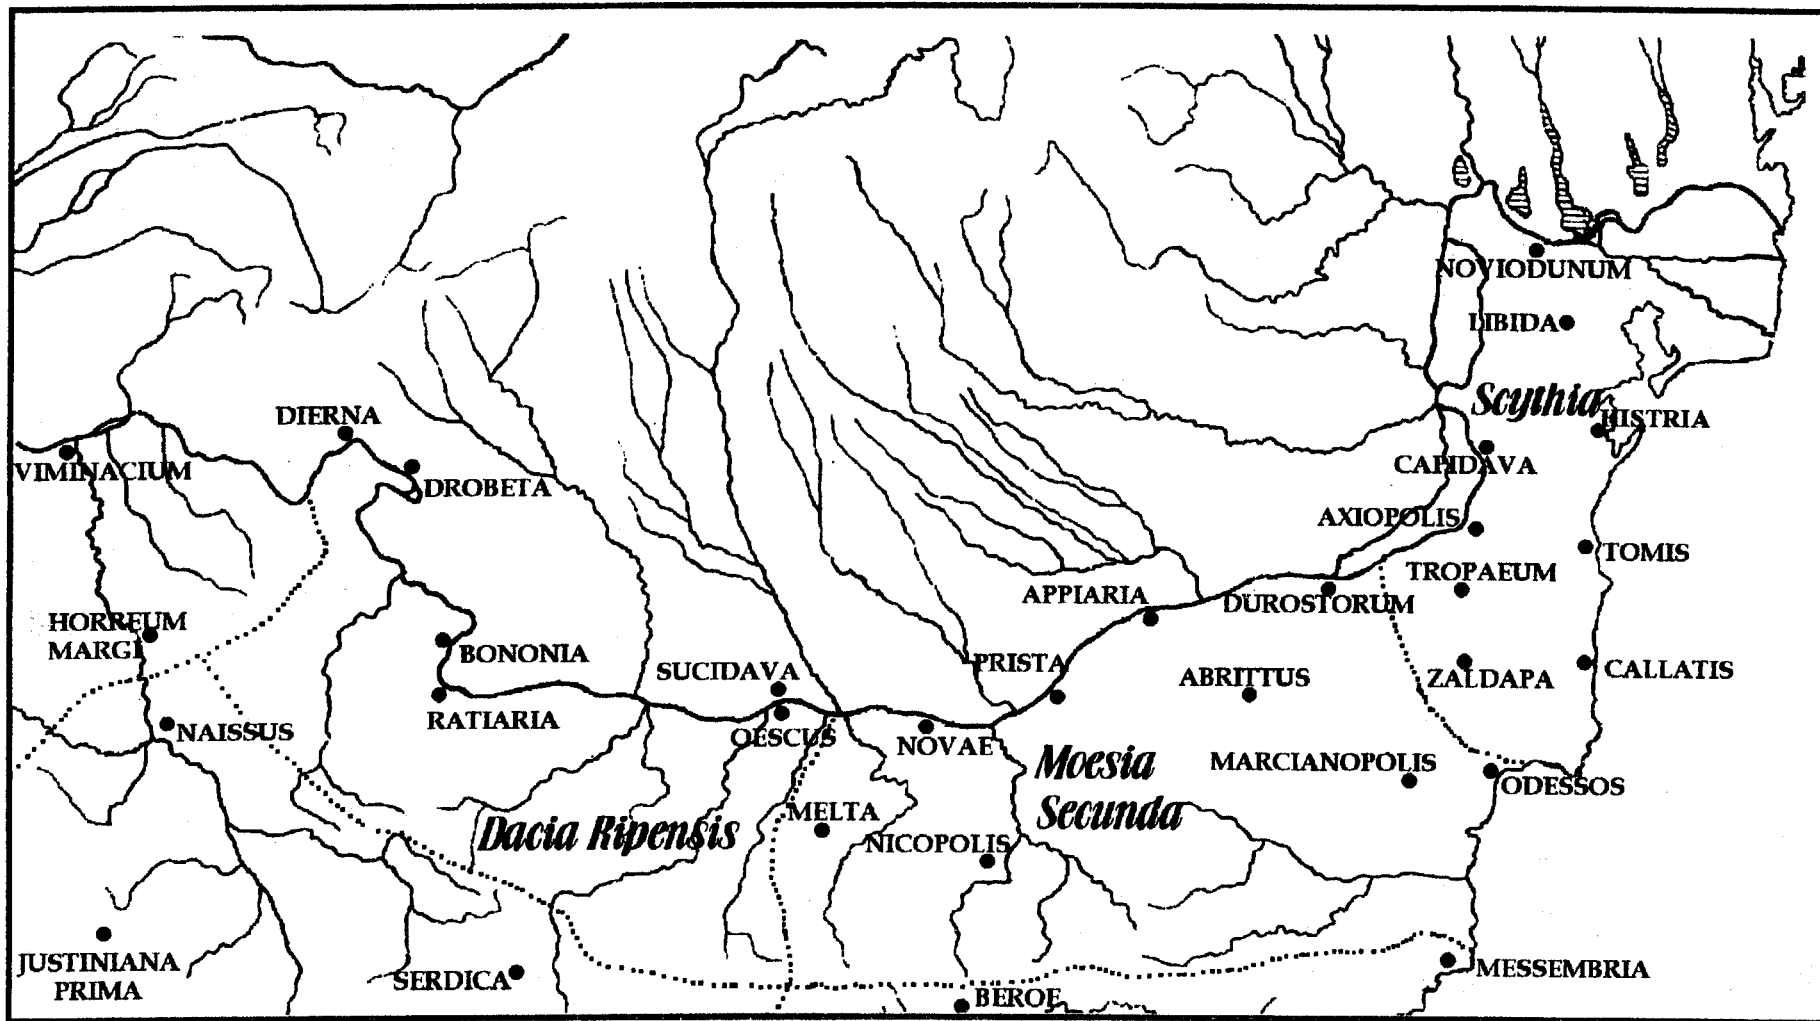 NOVIODUNUM
LIBIDA
Scythia
HISTRIA
DIERNA
VIMINACIUM
DROBETA
CAPIDAVA
AXIOPOLIS
TOMIS
TROPAEUM
APPIARIA
DUROSTORUM
HORREUM
MARGI
BONONIA
SUCIDAVA
PRISTA
ABRITTUS
ZALDAPA
CALLATIS
RATIARIA
NAISSUS
OESCUS
NOVAE
Moesia
Secunda
MARCIANOPOLIS
ODESSOS
Dacia Ripensis
MELTA
NICOPOLIS
JUSTINIANA
PRIMA
SERDICA
MESSEMBRIA
BEROE